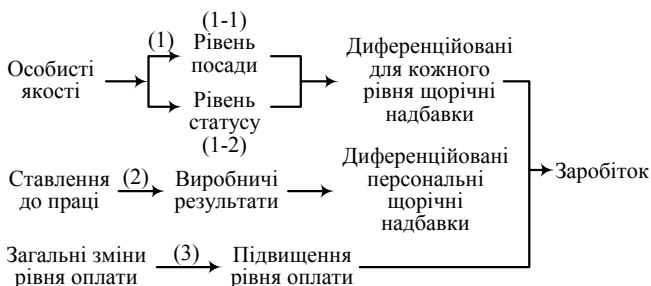 (1-1)
(1)
Рівень
посади
Особисті
якості
Рівень
статусу
(1-2)
Диференційовані
для кожного
рівня щорічні
надбавки
Ставлення
до праці
(2)
Виробничі
результати
Диференційовані
персональні
щорічні
надбавки
Заробіток
Загальні зміни
рівня оплати
(3)
Підвищення
рівня оплати